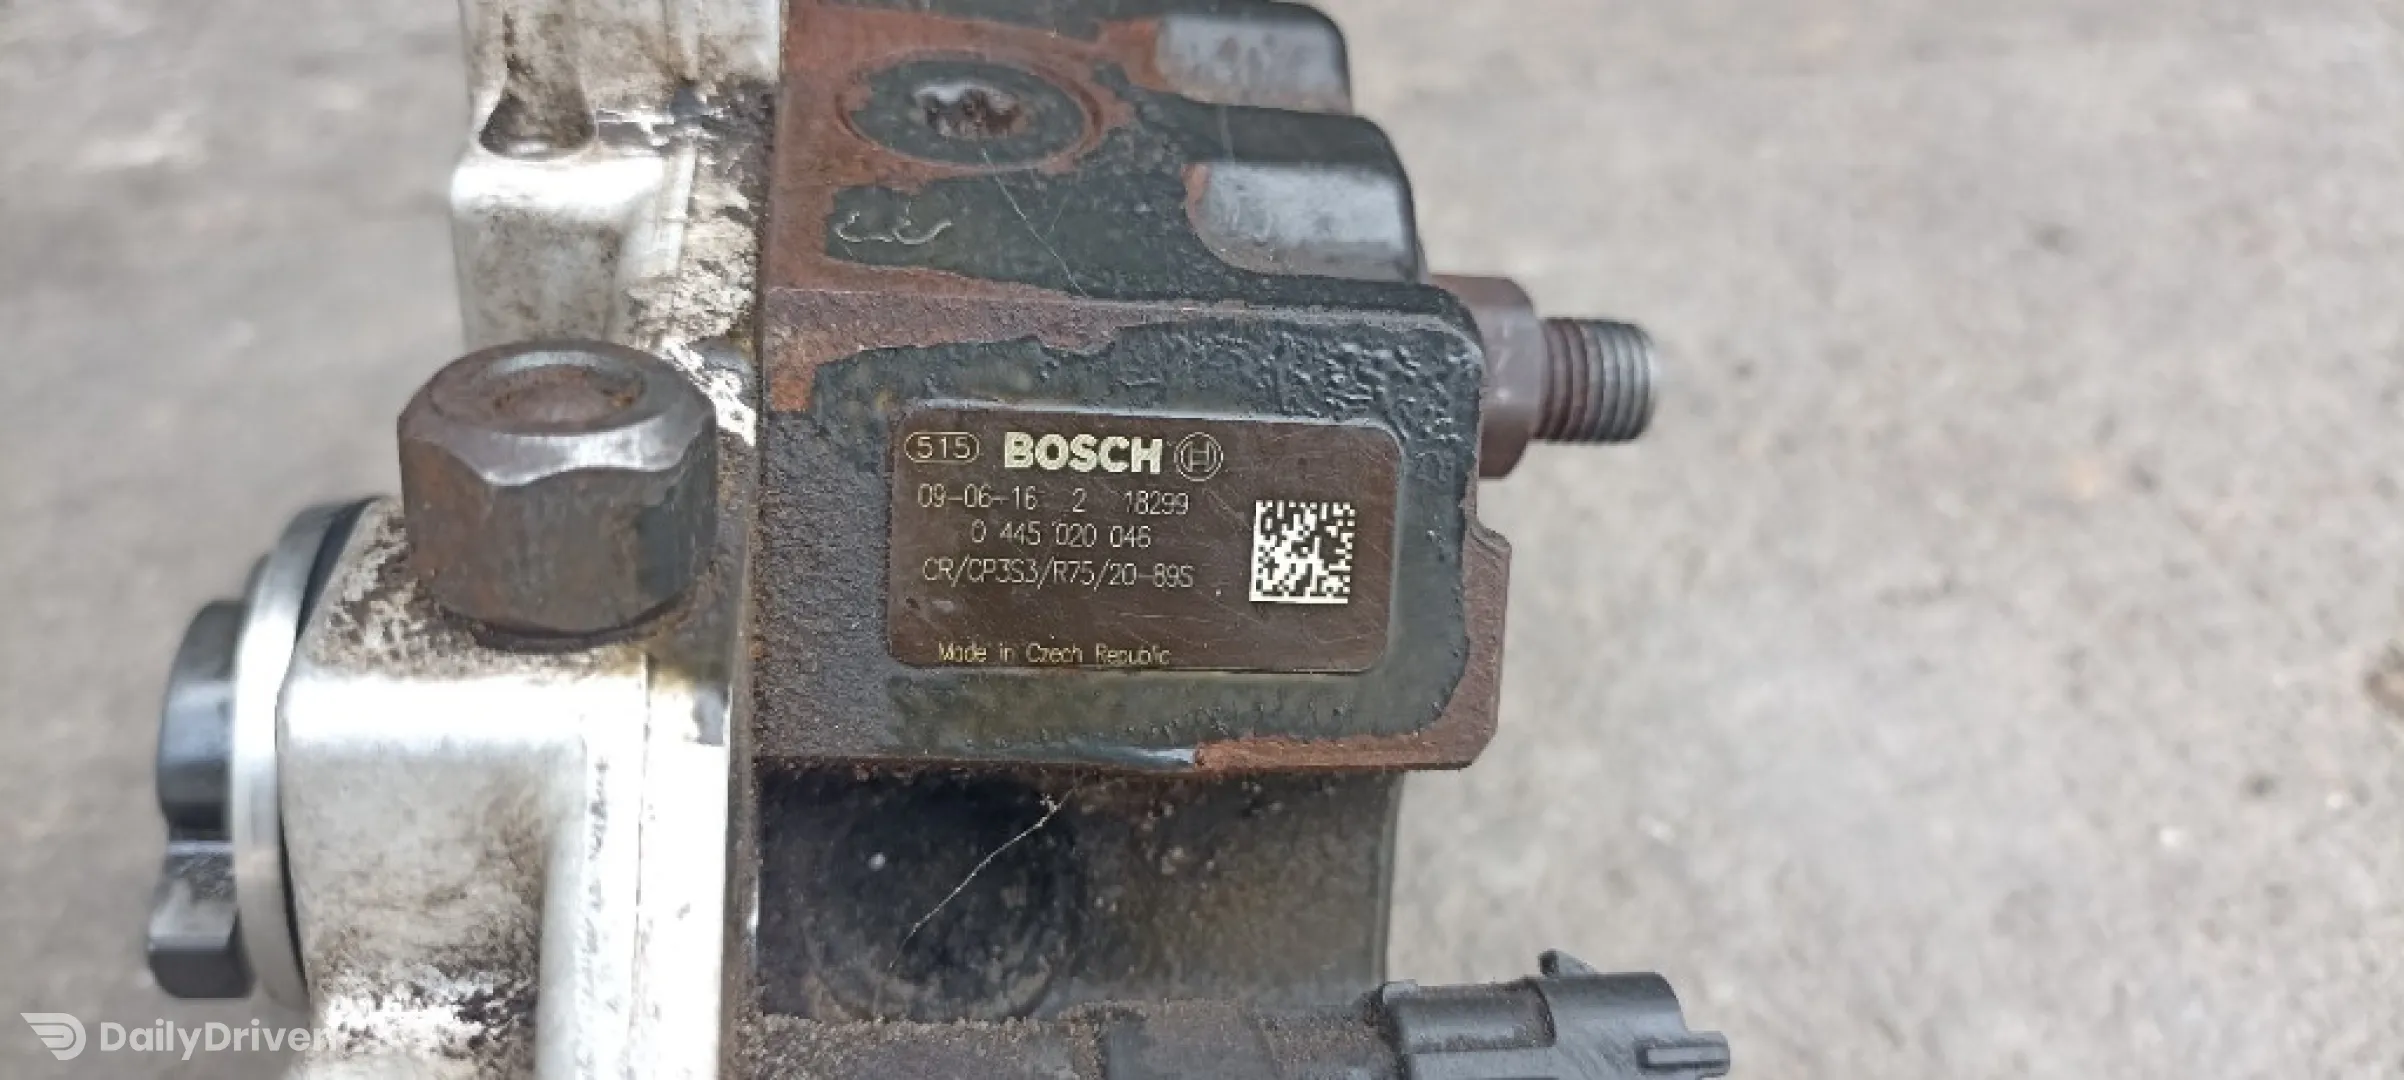 515 BOSCH
09-06-16 2 18299
0 445 020 046
CR/CP3S3/R75/20-89S
Made in Czech Republic
DailyDriven